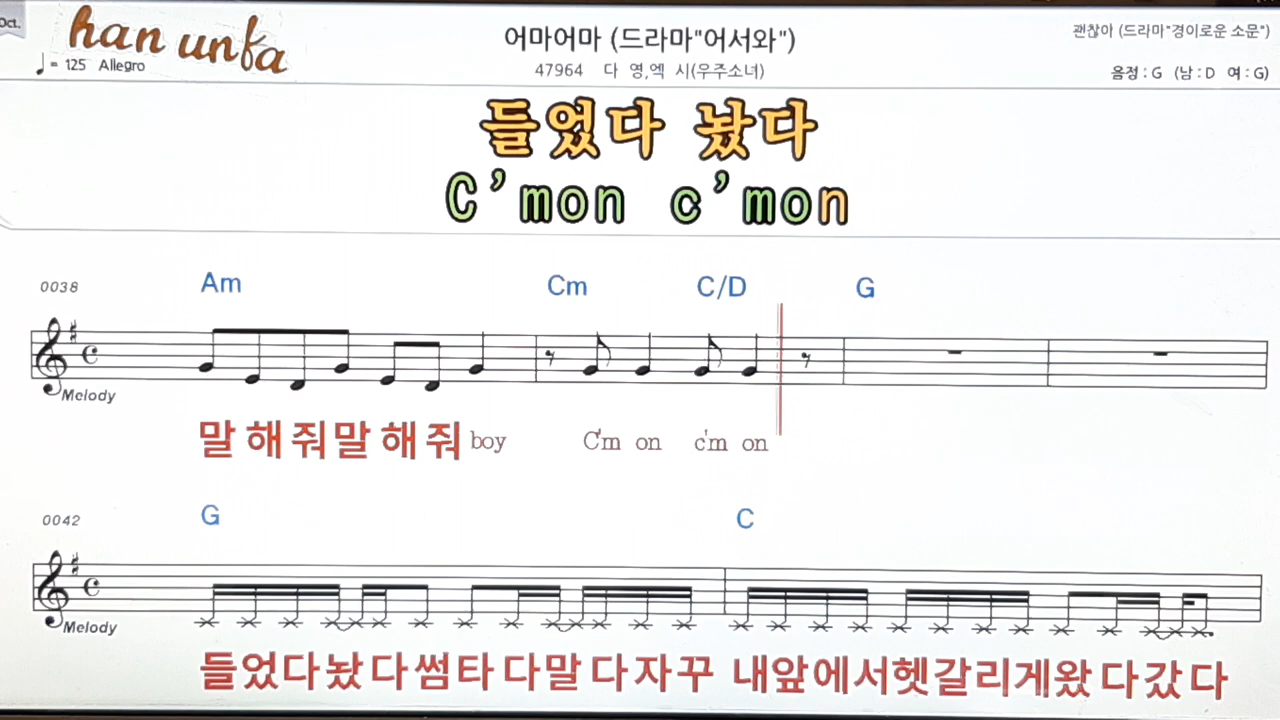 Oct.
han unfa
어마어마 (드라마"어서와")
괜찮아 (드라마"경이로운 소문")
♩ = 125 Allegro
47964 다 영,엑 시(우주소녀)
음정 : G (남 : D 여 : G)
들었다 놨다
C'mon c'mon
0038 Am Cm C/D G
Melody
말 해 줘 말 해 줘 boy C'm on c'm on
0042 G C
Melody
들었다놨다썸타 다말다자꾸 내앞에서헷갈리게왔다갔다